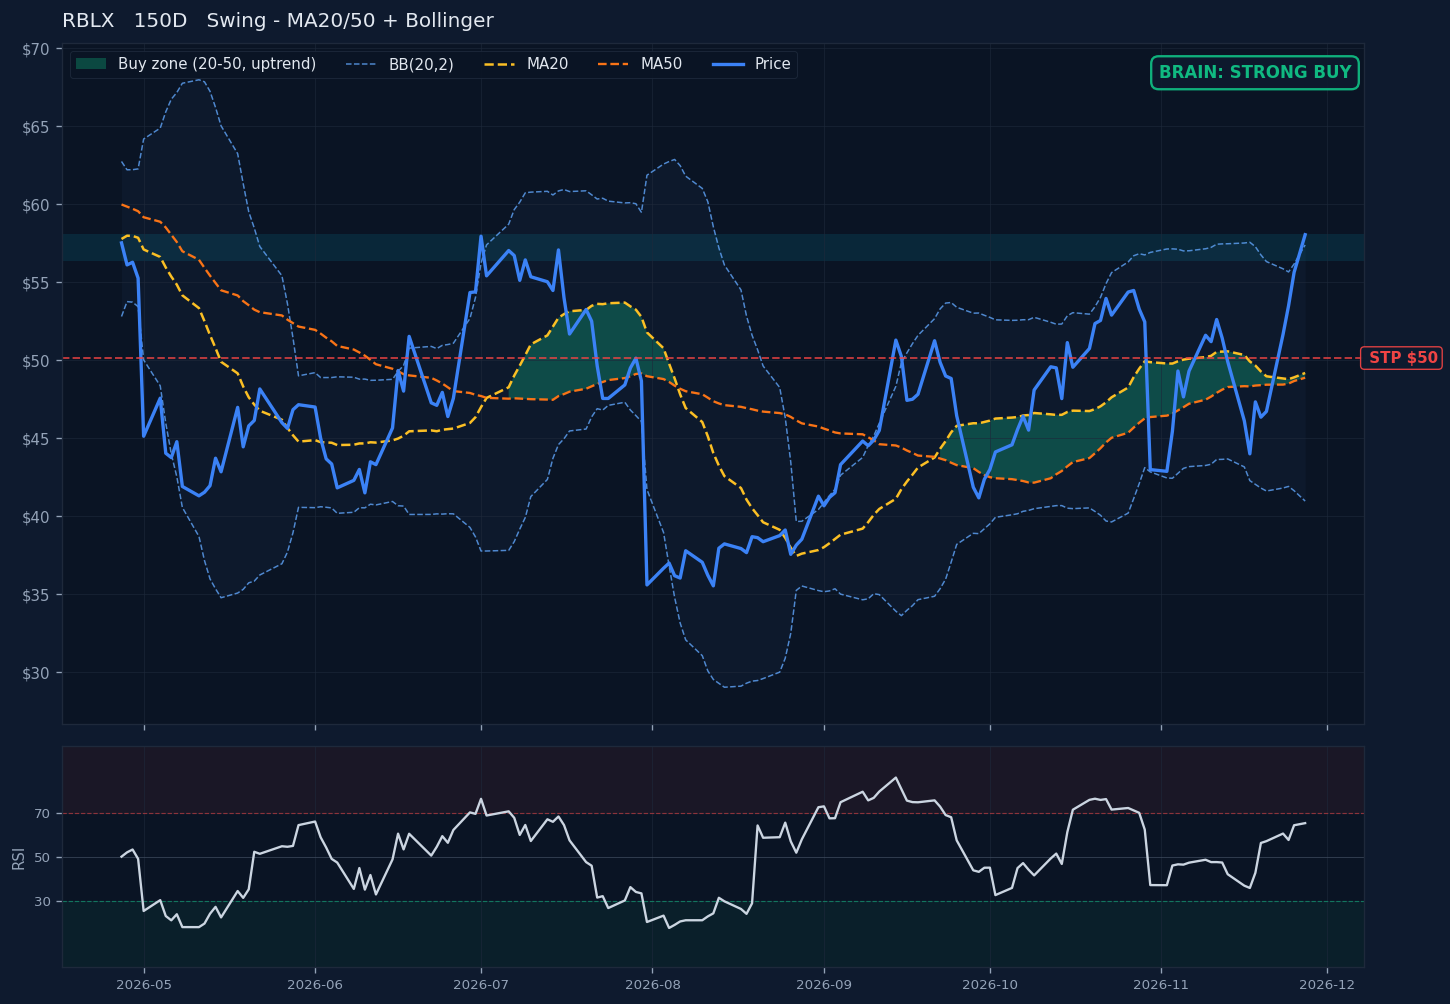 RBLX   150D   Swing - MA20/50 + Bollinger
Buy zone (20-50, uptrend)
BB(20,2)
MA20
MA50
Price
BRAIN: STRONG BUY
$70
$65
$60
$55
$50
$45
$40
$35
$30
STP $50
RSI
70
50
30
2026-05
2026-06
2026-07
2026-08
2026-09
2026-10
2026-11
2026-12